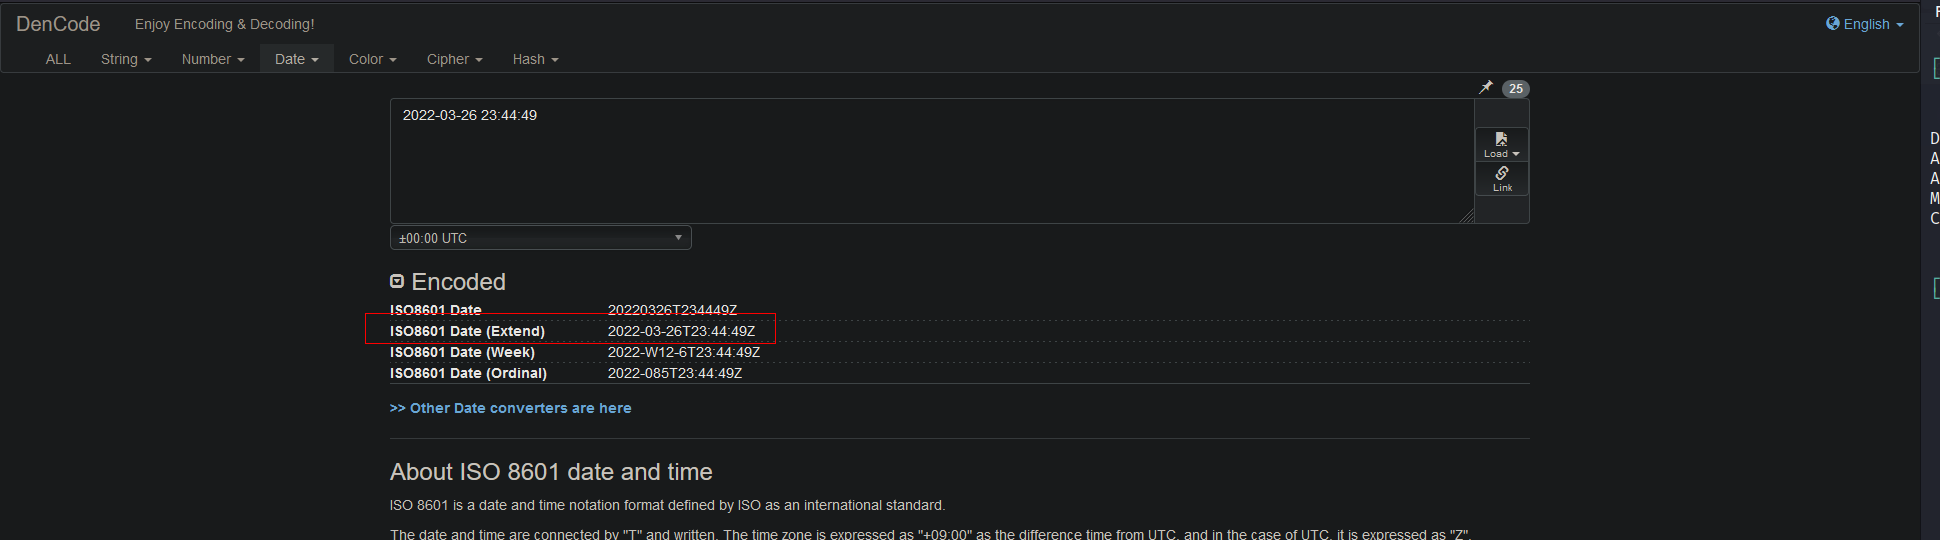 DenCode Enjoy Encoding & Decoding! English
ALL String Number Date Color Cipher Hash
25
2022-03-26 23:44:49
Load
Link
±00:00 UTC
Encoded
ISO8601 Date 20220326T234449Z
ISO8601 Date (Extend) 2022-03-26T23:44:49Z
ISO8601 Date (Week) 2022-W12-6T23:44:49Z
ISO8601 Date (Ordinal) 2022-085T23:44:49Z
>> Other Date converters are here
About ISO 8601 date and time
ISO 8601 is a date and time notation format defined by ISO as an international standard.
The date and time are connected by "T" and written. The time zone is expressed as "+09:00" as the difference time from UTC, and in the case of UTC, it is expressed as "Z".
D
A
A
M
C